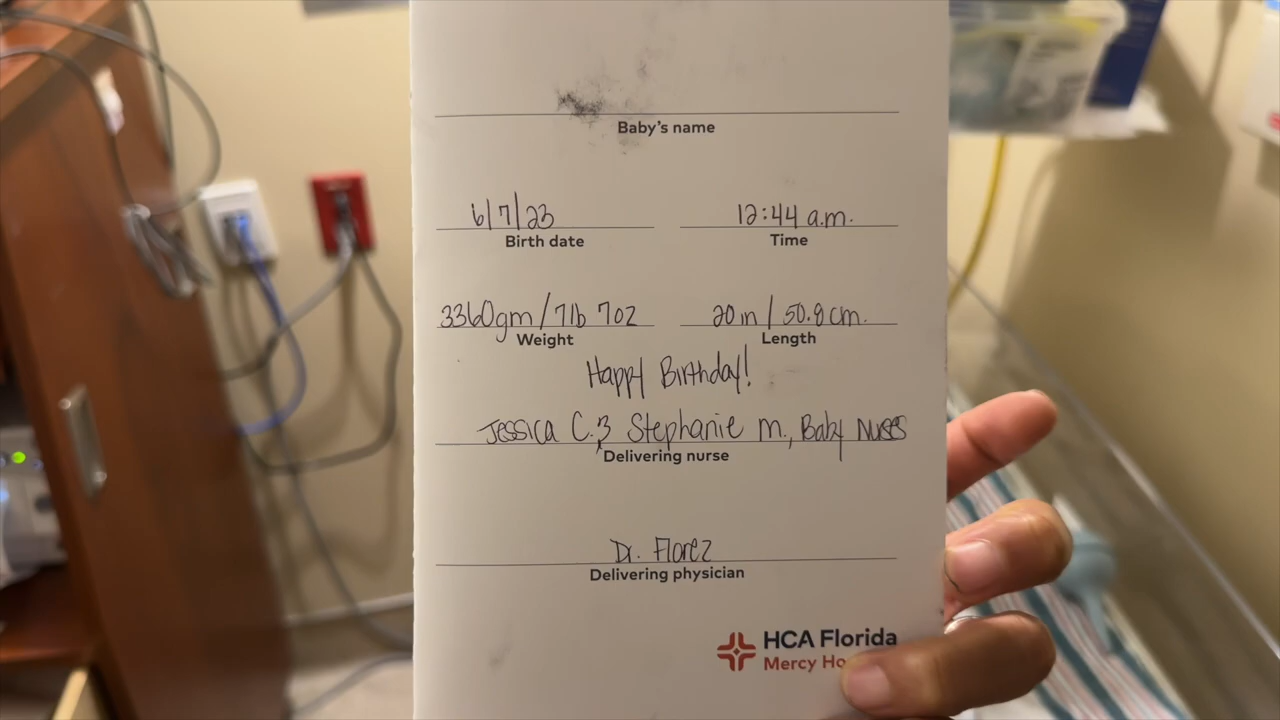 Baby's name
6/7/23 12:44 a.m.
Birth date Time
3360gm/7lb 7oz 20in/50.8cm.
Weight Length
Happy Birthday!
Jessica C. & Stephanie M., Baby Nurses
Delivering nurse
Dr. Florez
Delivering physician
HCA Florida
Mercy Ho